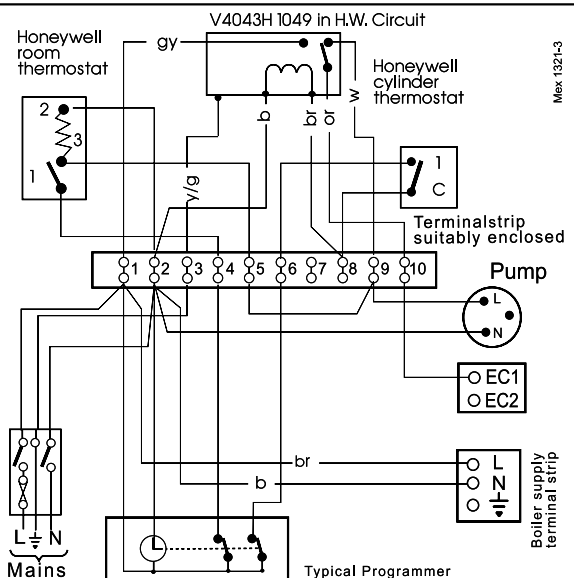 V4043H 1049 in H.W. Circuit
Honeywell
room
thermostat
gy
Honeywell
cylinder
thermostat
Mex 1321-3
2
3
1
b
br
or
w
y/g
1
C
Terminalstrip
suitably enclosed
1 2 3 4 5 6 7 8 9 10
Pump
L
N
EC1
EC2
br
b
L
N
Boiler supply
terminal strip
L N
Mains
L
Typical Programmer